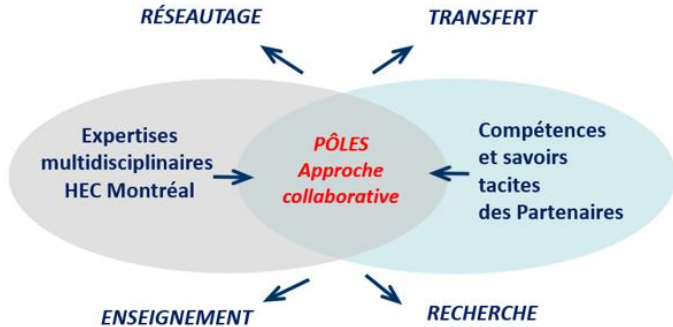 RÉSEAUTAGE
TRANSFERT
Expertises
multidisciplinaires
HEC Montréal
PÔLES
Approche
collaborative
Compétences
et savoirs
tacites
des Partenaires
ENSEIGNEMENT
RECHERCHE